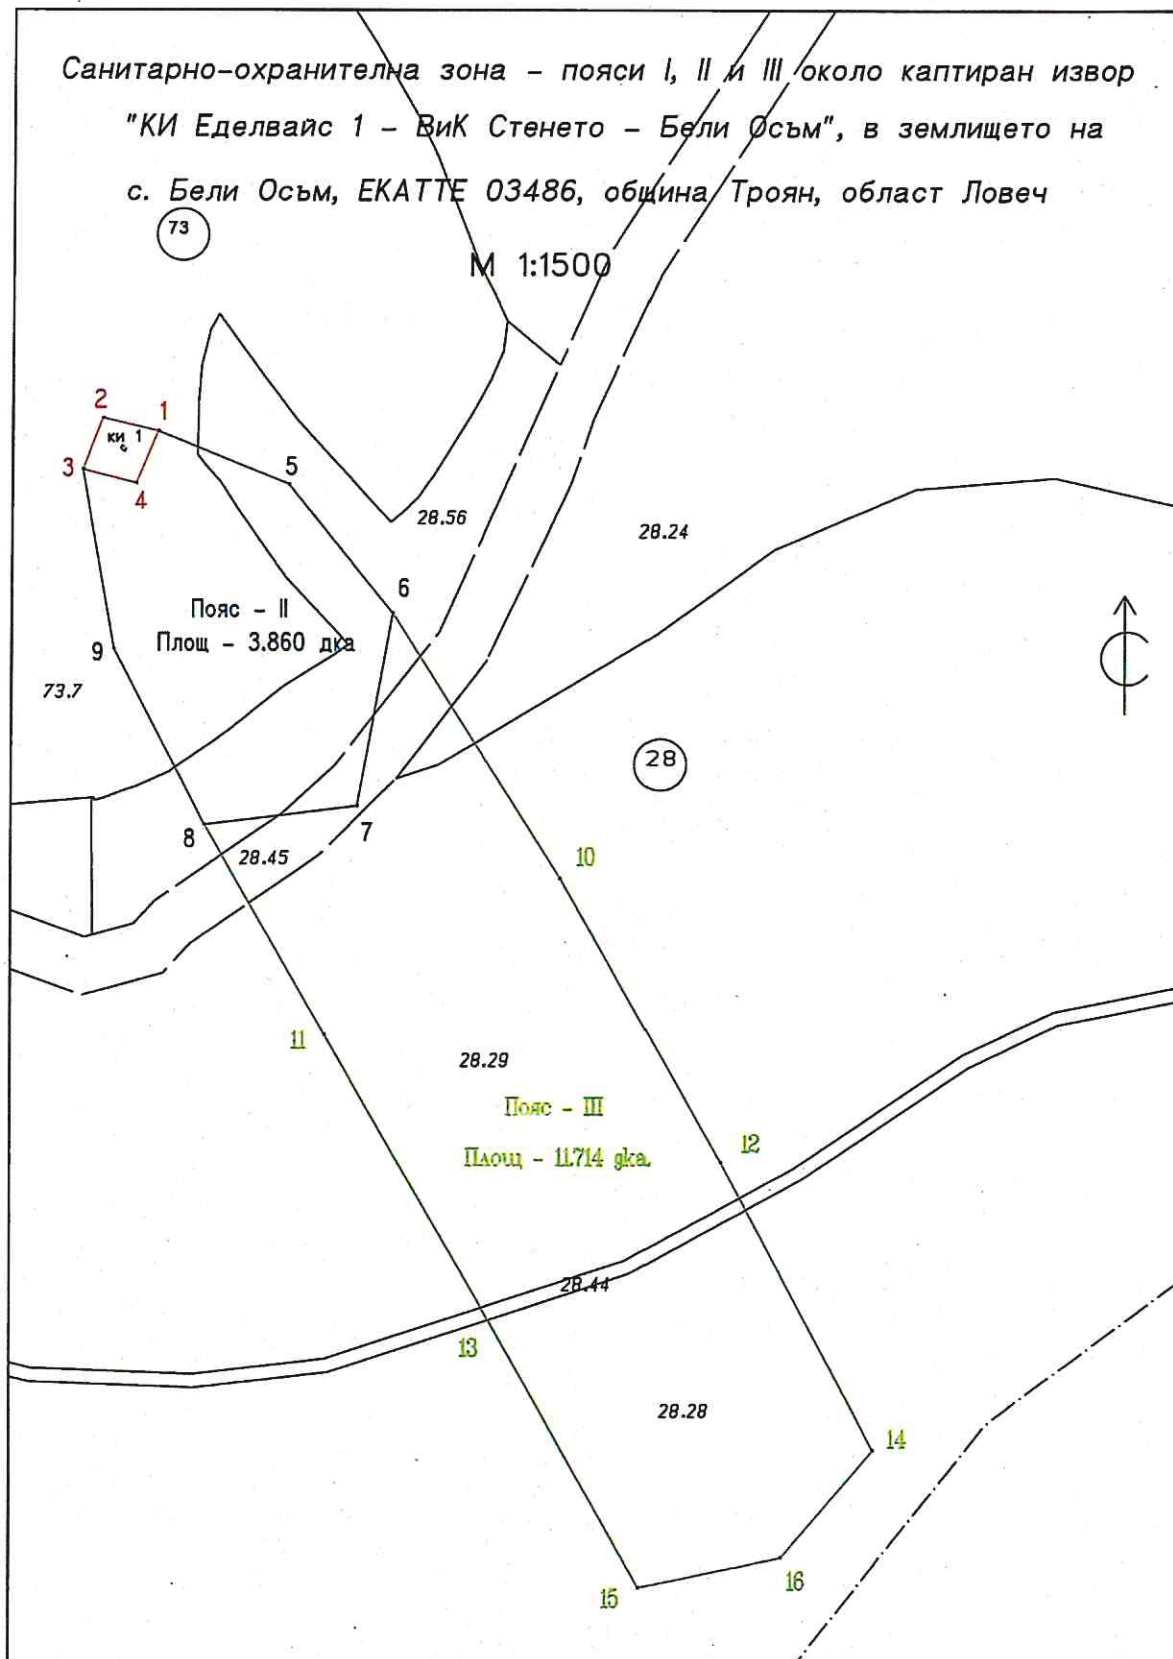 Санитарно-охранителна зона - пояси I, II и III около каптиран извор
"КИ Еделвайс 1 - ВиК Стенето - Бели Осъм", в землището на
с. Бели Осъм, ЕКАТТЕ 03486, община Троян, област Ловеч
73
М 1:1500
2
1
ки 1
3
4
5
28.56
28.24
6
Пояс - II
Площ - 3.860 дка
9
73.7
С
28
8
7
28.45
10
11
28.29
Пояс - III
Площ - 11.714 gka.
12
28.44
13
28.28
14
16
15